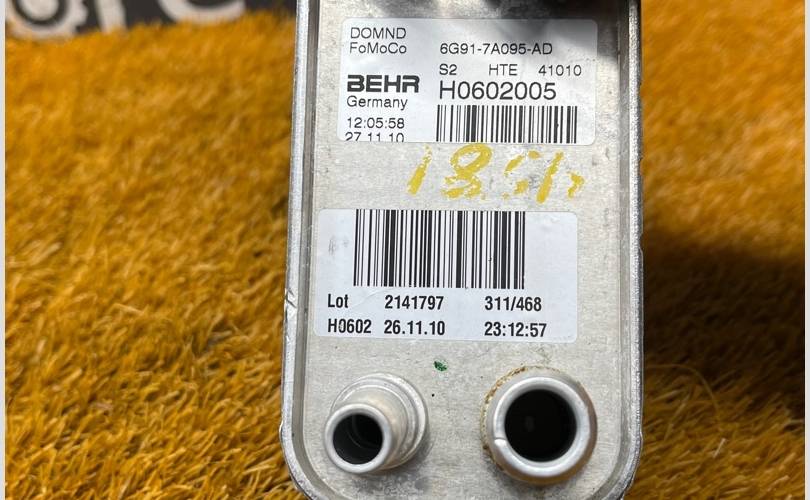 DOMND
FoMoCo 6G91-7A095-AD
S2 HTE 41010
BEHR H0602005
Germany
12:05:58
27.11.10
Lot 2141797 311/468
H0602 26.11.10 23:12:57